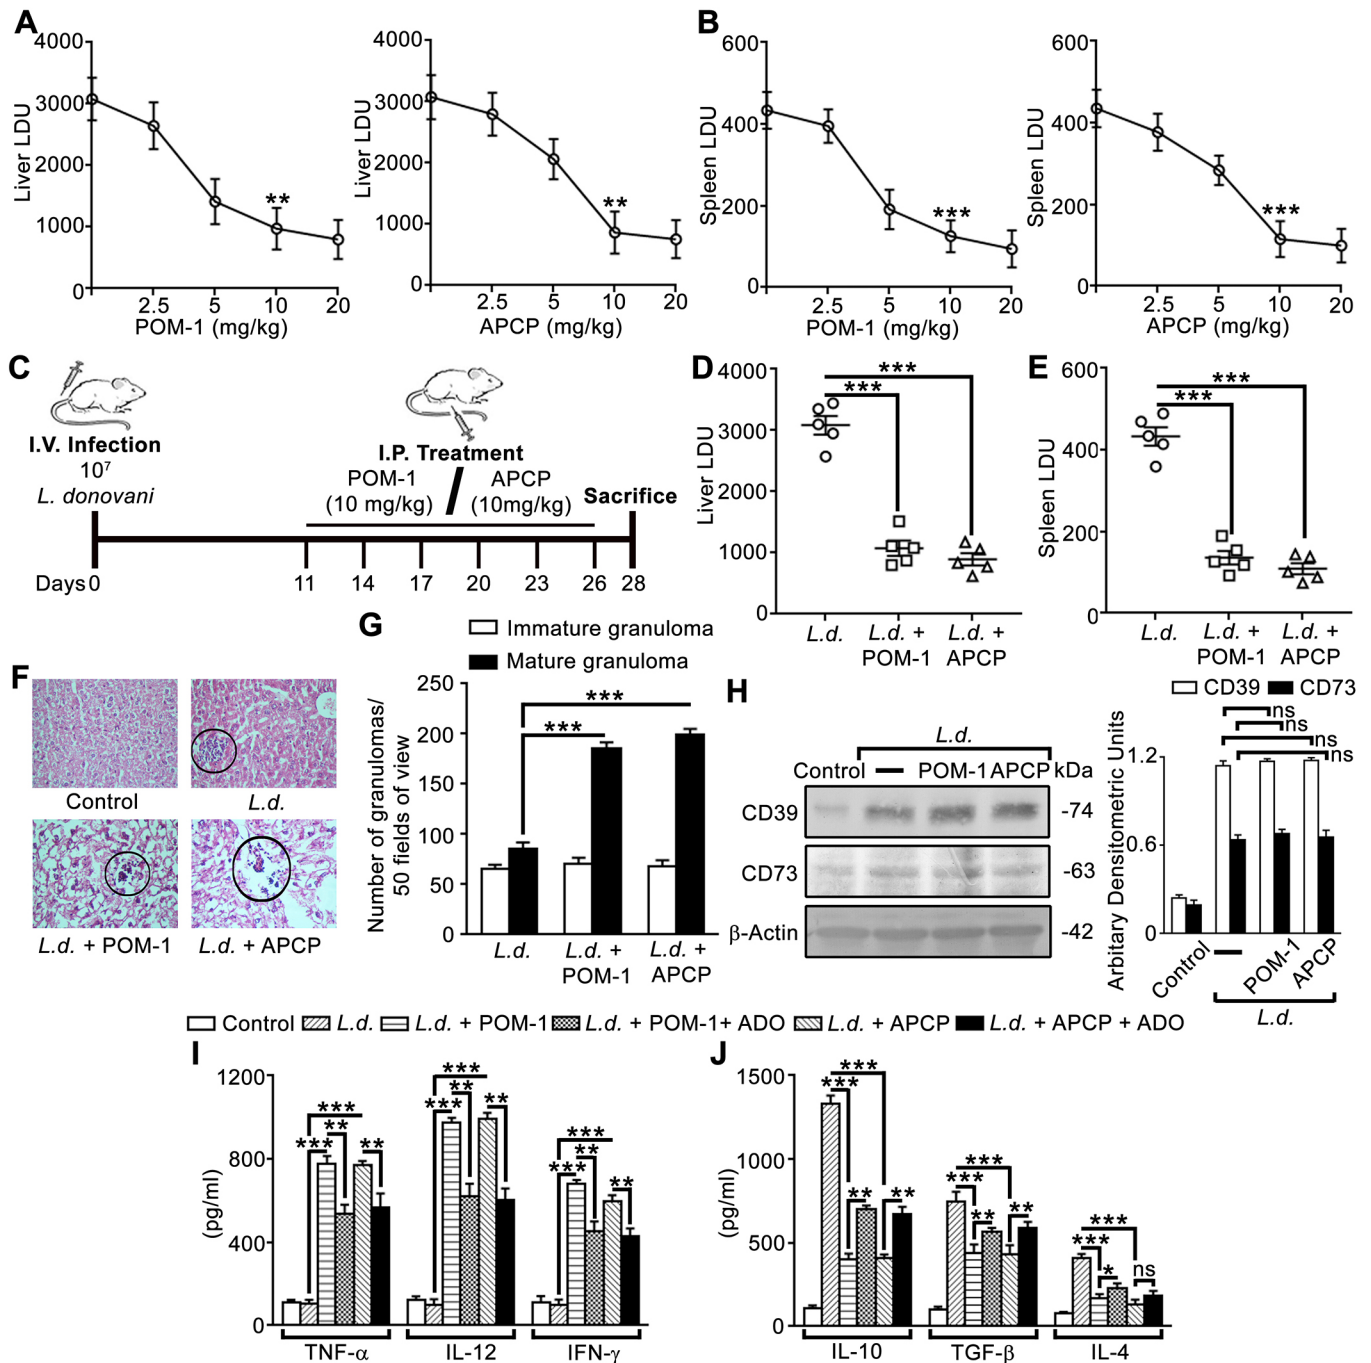 A
B
4000
3000
2000
1000
0
Liver LDU
**
2.5 5 10 20
POM-1 (mg/kg)
4000
3000
2000
1000
0
Liver LDU
**
2.5 5 10 20
APCP (mg/kg)
600
400
200
0
Spleen LDU
***
2.5 5 10 20
POM-1 (mg/kg)
600
400
200
0
Spleen LDU
***
2.5 5 10 20
APCP (mg/kg)
C
I.V. Infection
10⁷
L. donovani
I.P. Treatment
POM-1
(10 mg/kg)
/
APCP
(10mg/kg)
Sacrifice
Days 0 11 14 17 20 23 26 28
D
4000
3000
2000
1000
0
Liver LDU
***
***
L.d.
L.d. +
POM-1
L.d. +
APCP
E
600
400
200
0
Spleen LDU
***
***
L.d.
L.d. +
POM-1
L.d. +
APCP
F
Control
L.d.
L.d. + POM-1
L.d. + APCP
G
Immature granuloma
Mature granuloma
250
200
150
100
50
0
Number of granulomas/
50 fields of view
***
***
L.d.
L.d. +
POM-1
L.d. +
APCP
H
L.d.
Control — POM-1 APCP kDa
CD39 -74
CD73 -63
β-Actin -42
CD39 CD73
ns
ns
ns
ns
1.2
0.6
0
Arbitary Densitometric Units
Control — POM-1 APCP
L.d.
Control L.d. L.d. + POM-1 L.d. + POM-1+ ADO L.d. + APCP L.d. + APCP + ADO
I
1200
800
400
0
(pg/ml)
***
**
***
**
***
**
***
**
***
**
***
**
TNF-α IL-12 IFN-γ
J
1500
1000
500
0
(pg/ml)
***
***
**
**
***
***
**
**
***
***
*
ns
IL-10 TGF-β IL-4